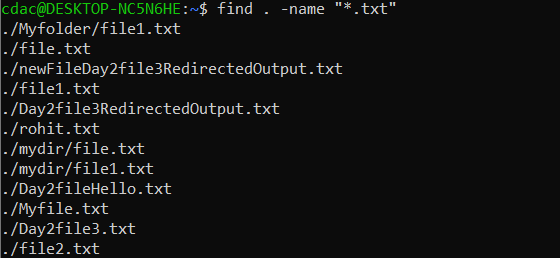 cdac@DESKTOP-NC5N6HE:~$ find . -name "*.txt"
./Myfolder/file1.txt
./file.txt
./newFileDay2file3RedirectedOutput.txt
./file1.txt
./Day2file3RedirectedOutput.txt
./rohit.txt
./mydir/file.txt
./mydir/file1.txt
./Day2fileHello.txt
./Myfile.txt
./Day2file3.txt
./file2.txt